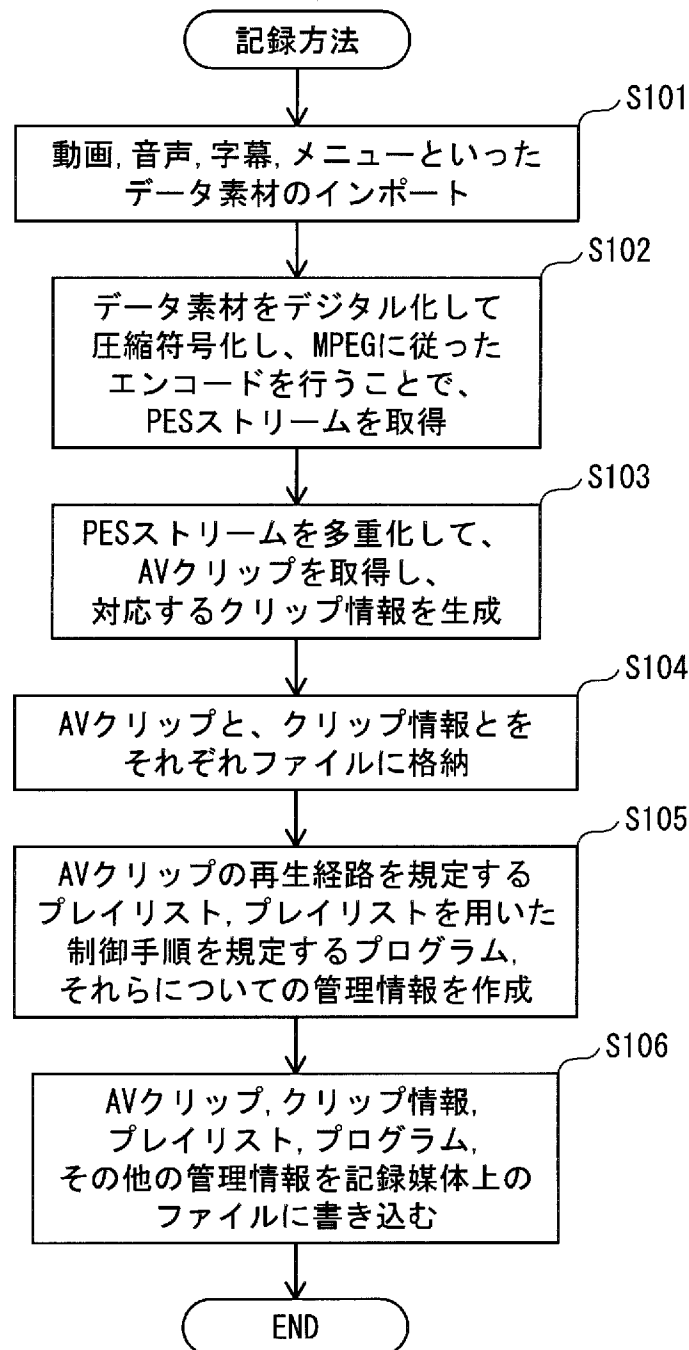 記録方法
S101
動画, 音声, 字幕, メニューといった
データ素材のインポート
S102
データ素材をデジタル化して
圧縮符号化し、MPEGに従った
エンコードを行うことで、
PESストリームを取得
S103
PESストリームを多重化して、
AVクリップを取得し、
対応するクリップ情報を生成
S104
AVクリップと、クリップ情報とを
それぞれファイルに格納
S105
AVクリップの再生経路を規定する
プレイリスト, プレイリストを用いた
制御手順を規定するプログラム,
それらについての管理情報を作成
S106
AVクリップ, クリップ情報,
プレイリスト, プログラム,
その他の管理情報を記録媒体上の
ファイルに書き込む
END